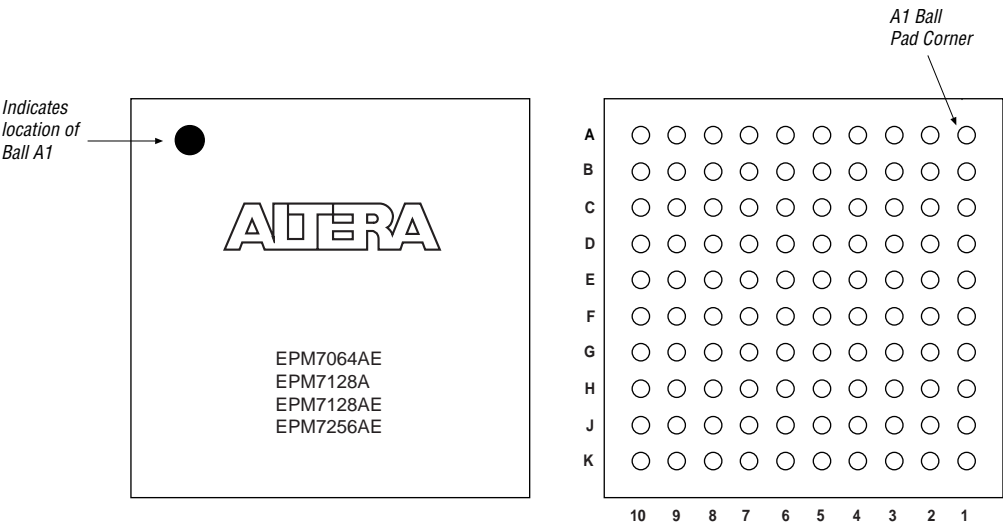 A1 Ball
Pad Corner
Indicates
location of
Ball A1
ALTERA
EPM7064AE
EPM7128A
EPM7128AE
EPM7256AE
A
B
C
D
E
F
G
H
J
K
10 9 8 7 6 5 4 3 2 1